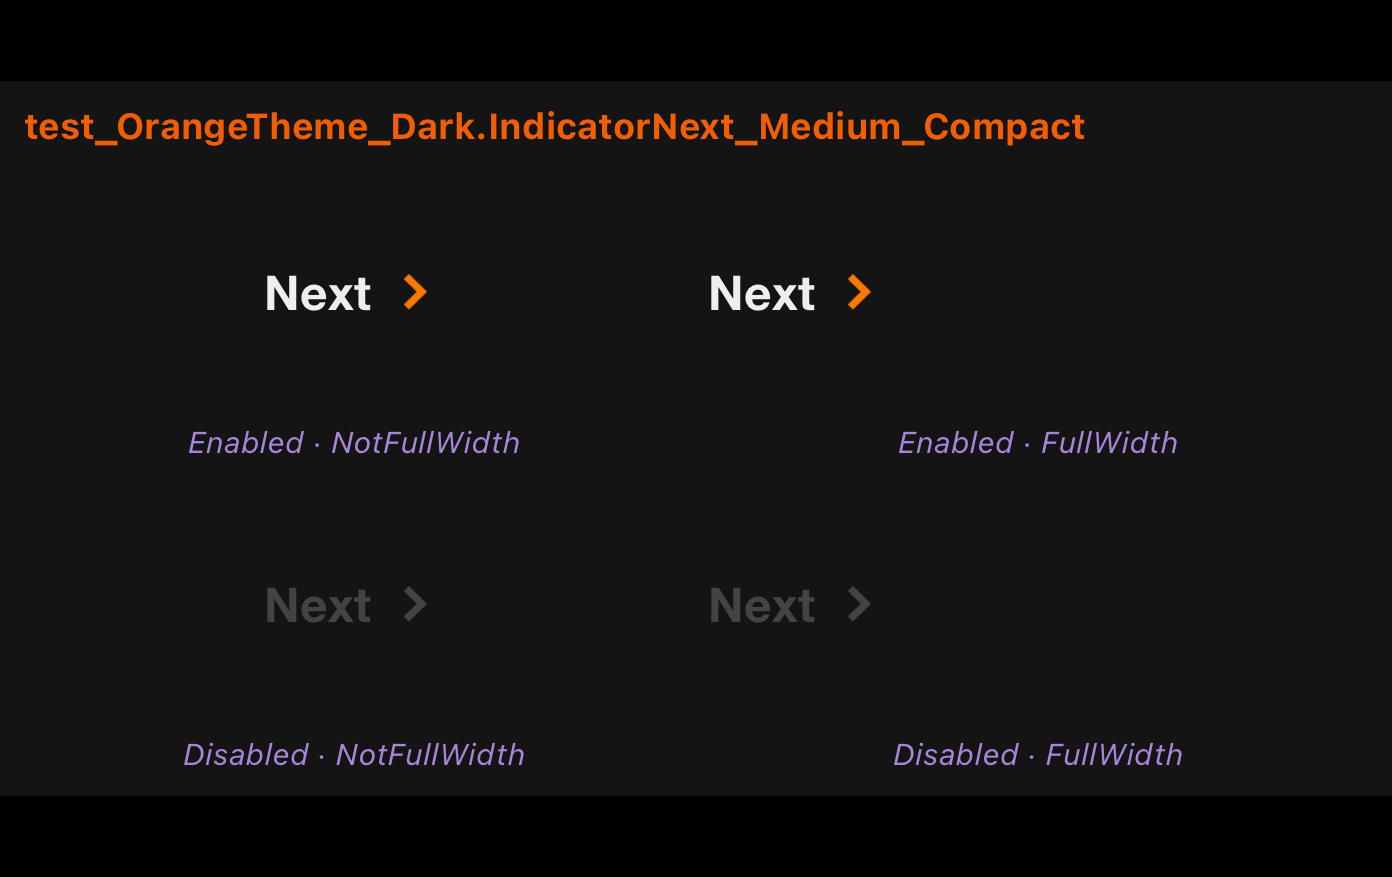 test_OrangeTheme_Dark.IndicatorNext_Medium_Compact
Next
Next
Enabled · NotFullWidth
Enabled · FullWidth
Next
Next
Disabled · NotFullWidth
Disabled · FullWidth